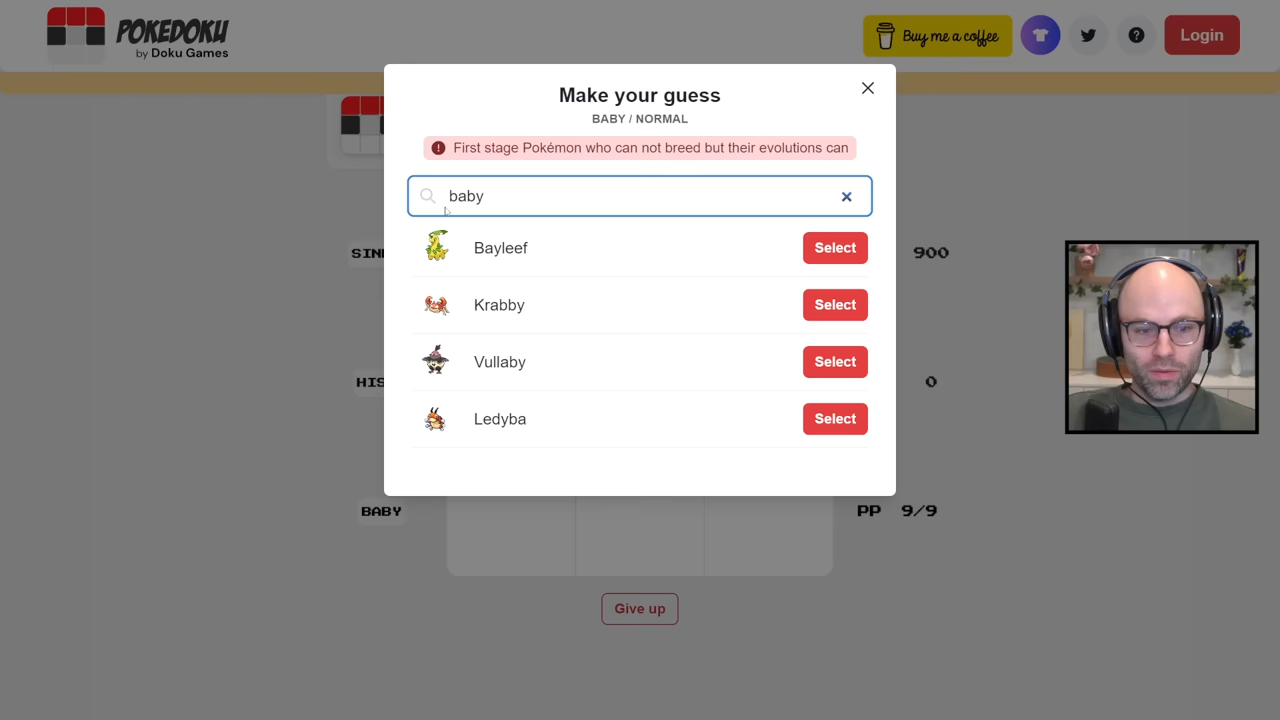 POKEDOKU
by Doku Games
Buy me a coffee
Login
Make your guess
BABY / NORMAL
First stage Pokémon who can not breed but their evolutions can
baby
Bayleef Select
Krabby Select
Vullaby Select
Ledyba Select
SIN
900
HIS
0
BABY
PP 9/9
Give up